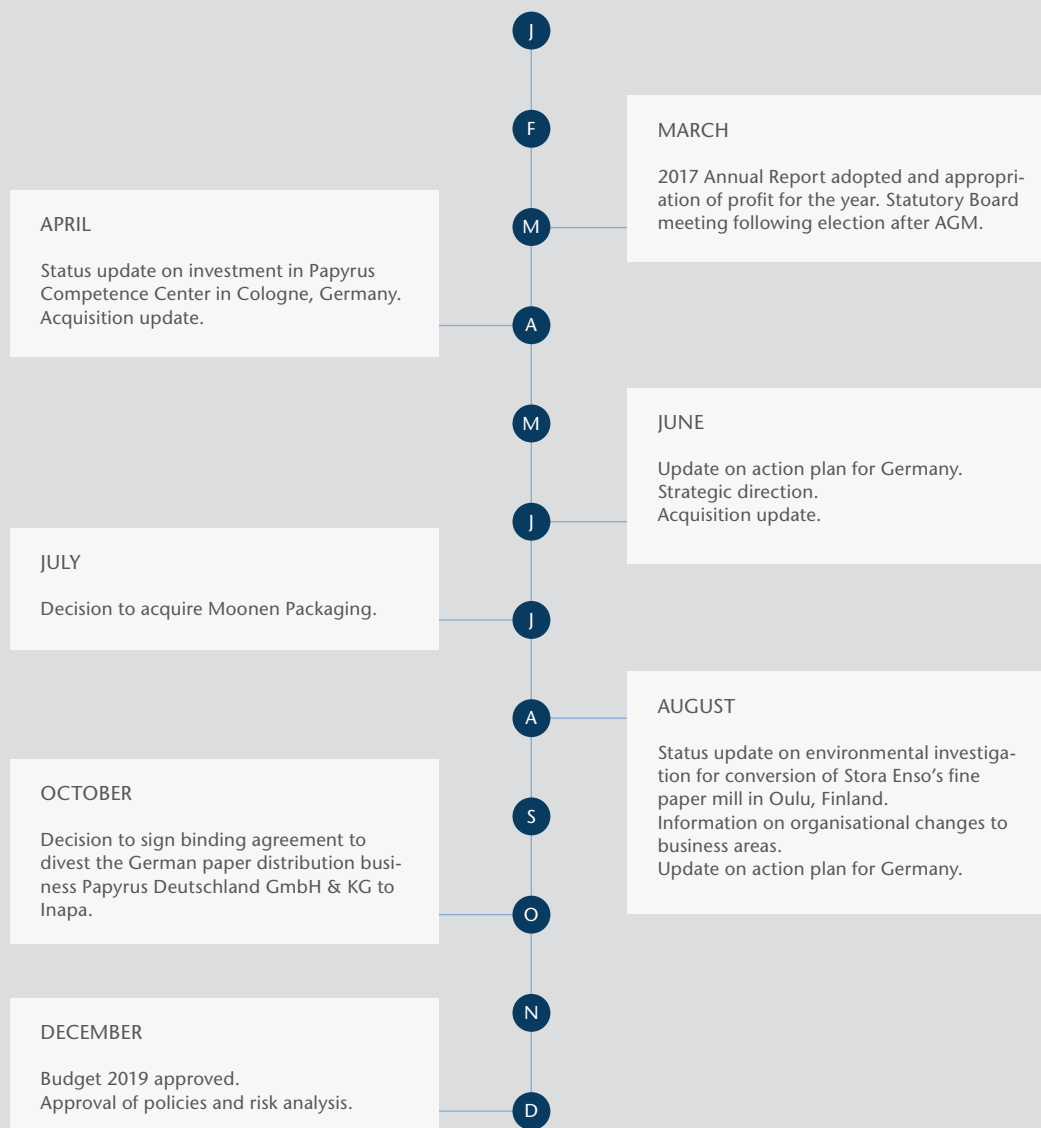 J
F
MARCH
2017 Annual Report adopted and appropri-
ation of profit for the year. Statutory Board
meeting following election after AGM.
M
APRIL
Status update on investment in Papyrus
Competence Center in Cologne, Germany.
Acquisition update.
A
M
JUNE
Update on action plan for Germany.
Strategic direction.
Acquisition update.
J
JULY
Decision to acquire Moonen Packaging.
J
AUGUST
Status update on environmental investiga-
tion for conversion of Stora Enso’s fine
paper mill in Oulu, Finland.
Information on organisational changes to
business areas.
Update on action plan for Germany.
A
S
OCTOBER
Decision to sign binding agreement to
divest the German paper distribution busi-
ness Papyrus Deutschland GmbH & KG to
Inapa.
O
N
DECEMBER
Budget 2019 approved.
Approval of policies and risk analysis.
D